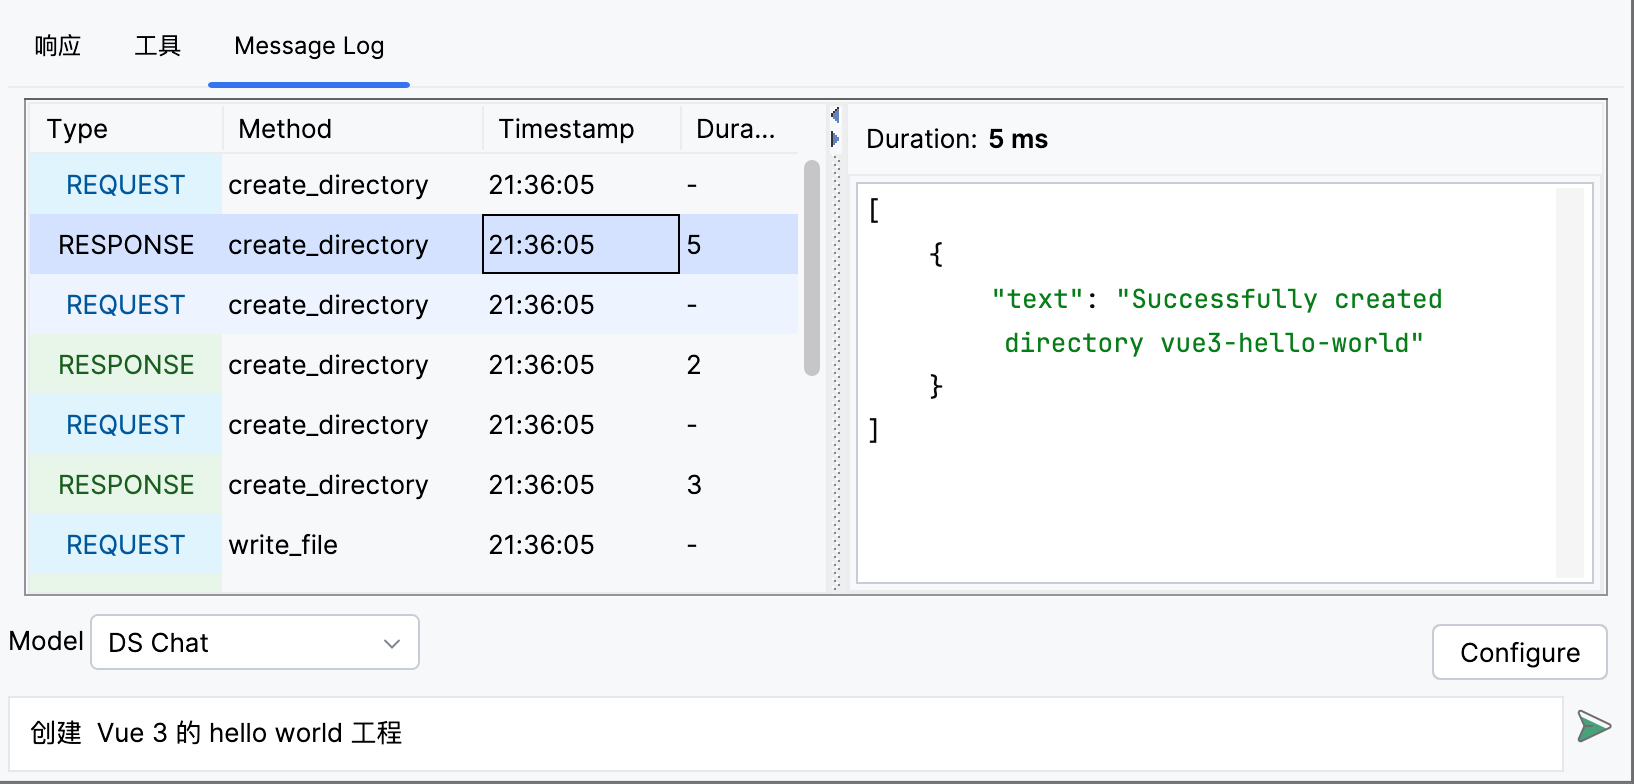 响应 工具 Message Log
Type Method Timestamp Dura...
REQUEST create_directory 21:36:05 -
RESPONSE create_directory 21:36:05 5
REQUEST create_directory 21:36:05 -
RESPONSE create_directory 21:36:05 2
REQUEST create_directory 21:36:05 -
RESPONSE create_directory 21:36:05 3
REQUEST write_file 21:36:05 -
Duration: 5 ms
[
{
"text": "Successfully created
directory vue3-hello-world"
}
]
Model DS Chat
Configure
创建 Vue 3 的 hello world 工程